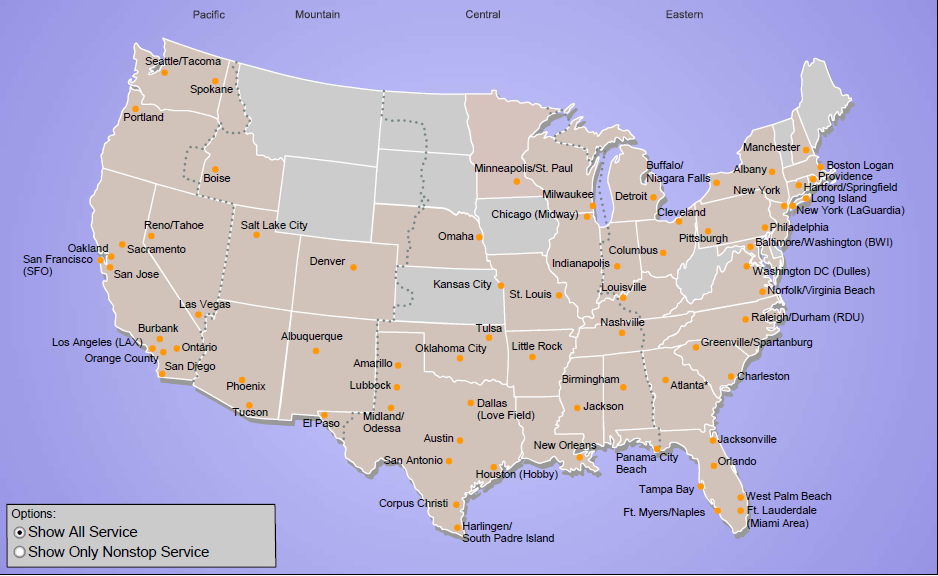 Pacific
Mountain
Central
Eastern
Seattle/Tacoma
Spokane
Portland
Boise
Minneapolis/St. Paul
Milwaukee
Chicago (Midway)
Detroit
Buffalo/
Niagara Falls
Manchester
Albany
New York
Boston Logan
Providence
Hartford/Springfield
Long Island
New York (LaGuardia)
Cleveland
Pittsburgh
Philadelphia
Baltimore/Washington (BWI)
Reno/Tahoe
Salt Lake City
Oakland
Sacramento
San Francisco
(SFO)
San Jose
Denver
Omaha
Kansas City
St. Louis
Indianapolis
Columbus
Louisville
Washington DC (Dulles)
Norfolk/Virginia Beach
Las Vegas
Burbank
Los Angeles (LAX)
Ontario
Orange County
San Diego
Albuquerque
Amarillo
Lubbock
Oklahoma City
Tulsa
Little Rock
Nashville
Raleigh/Durham (RDU)
Greenville/Spartanburg
Charleston
Phoenix
Tucson
El Paso
Midland/
Odessa
Dallas
(Love Field)
Birmingham
Jackson
Atlanta*
Austin
San Antonio
Houston (Hobby)
New Orleans
Panama City
Beach
Jacksonville
Orlando
Tampa Bay
Corpus Christi
Harlingen/
South Padre Island
Ft. Myers/Naples
West Palm Beach
Ft. Lauderdale
(Miami Area)
Options:
Show All Service
Show Only Nonstop Service